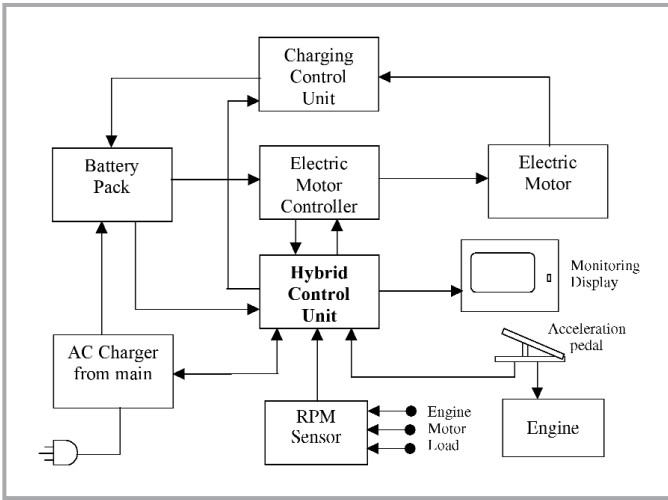 Charging
Control
Unit
Battery
Pack
Electric
Motor
Controller
Electric
Motor
Hybrid
Control
Unit
Monitoring
Display
Acceleration
pedal
AC Charger
from main
RPM
Sensor
Engine
Motor
Load
Engine